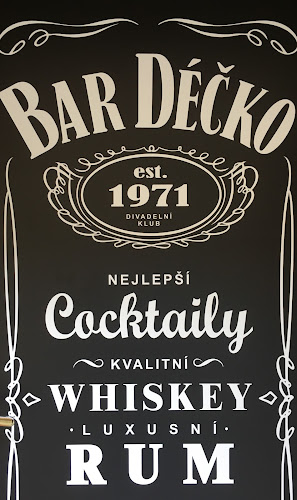 BAR DÉČKO
est.
1971
DIVADELNÍ
KLUB
NEJLEPŠÍ
Cocktaily
KVALITNÍ
WHISKEY
· LUXUSNÍ ·
RUM